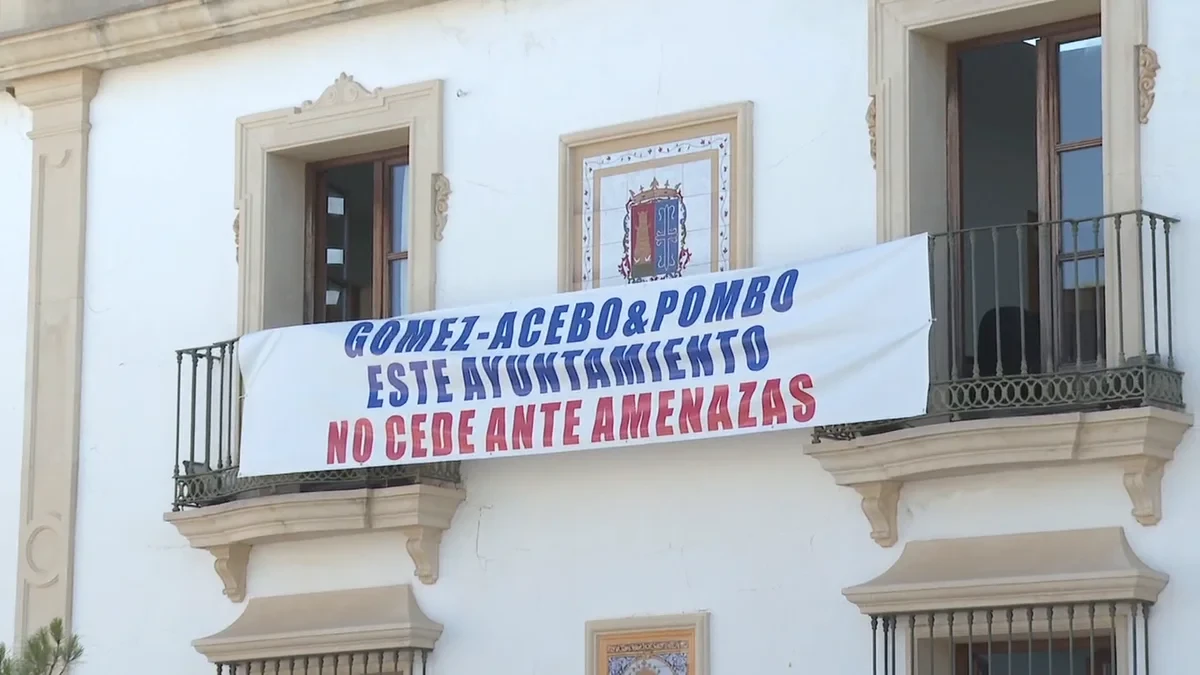 GOMEZ-ACEBO&POMBO
ESTE AYUNTAMIENTO
NO CEDE ANTE AMENAZAS